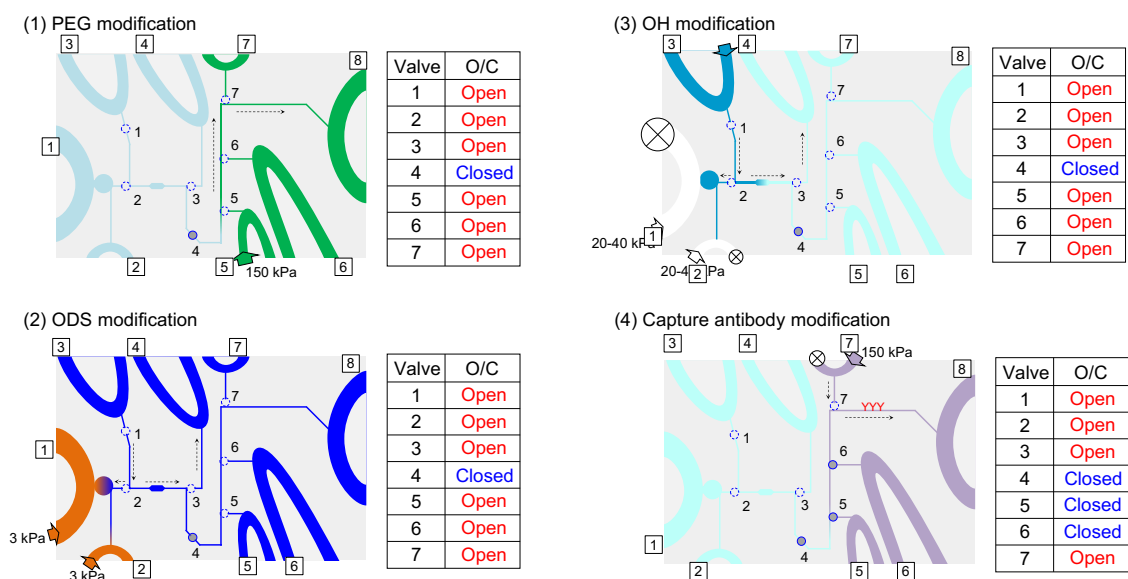 (1) PEG modification
3
4
7
8
1
1
7
6
2
3
5
4
2
5
150 kPa
6
Valve O/C
1 Open
2 Open
3 Open
4 Closed
5 Open
6 Open
7 Open
(3) OH modification
3
4
7
8
7
1
6
2
3
5
4
1
20-40 kPa
2
5
6
Valve O/C
1 Open
2 Open
3 Open
4 Closed
5 Open
6 Open
7 Open
(2) ODS modification
3
4
7
8
7
1
1
6
2
3
5
4
3 kPa
3 kPa
2
5
6
Valve O/C
1 Open
2 Open
3 Open
4 Closed
5 Open
6 Open
7 Open
(4) Capture antibody modification
3
4
7
150 kPa
8
7
YYY
1
6
2
3
5
4
1
2
5
6
Valve O/C
1 Open
2 Open
3 Open
4 Closed
5 Closed
6 Closed
7 Open